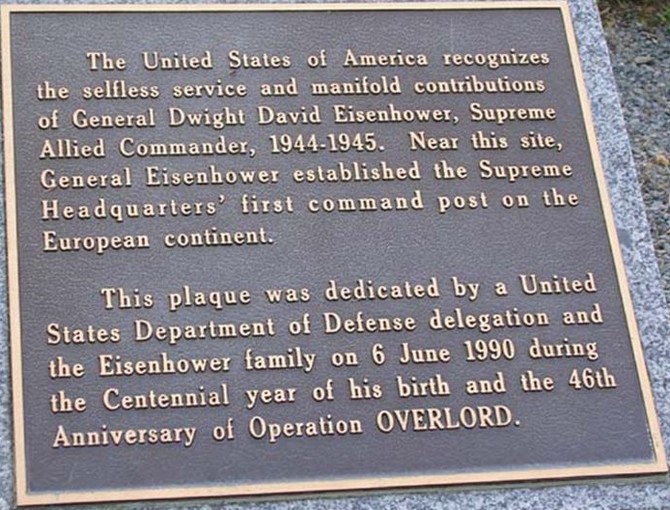 The United States of America recognizes
the selfless service and manifold contributions
of General Dwight David Eisenhower, Supreme
Allied Commander, 1944-1945. Near this site,
General Eisenhower established the Supreme
Headquarters' first command post on the
European continent.
This plaque was dedicated by a United
States Department of Defense delegation and
the Eisenhower family on 6 June 1990 during
the Centennial year of his birth and the 46th
Anniversary of Operation OVERLORD.